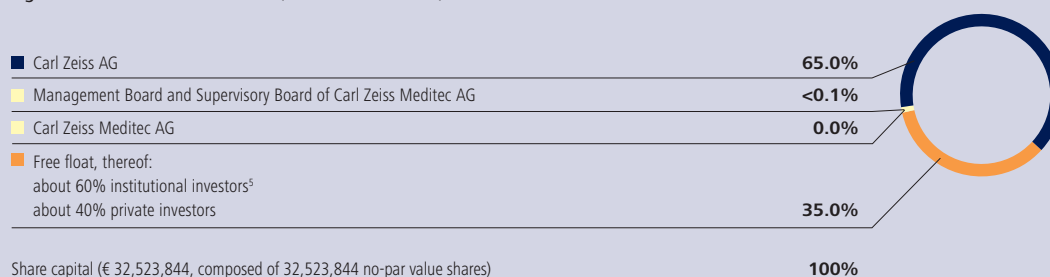 Carl Zeiss AG 65.0%
Management Board and Supervisory Board of Carl Zeiss Meditec AG <0.1%
Carl Zeiss Meditec AG 0.0%
Free float, thereof:
about 60% institutional investors⁵
about 40% private investors 35.0%
Share capital (€ 32,523,844, composed of 32,523,844 no-par value shares) 100%